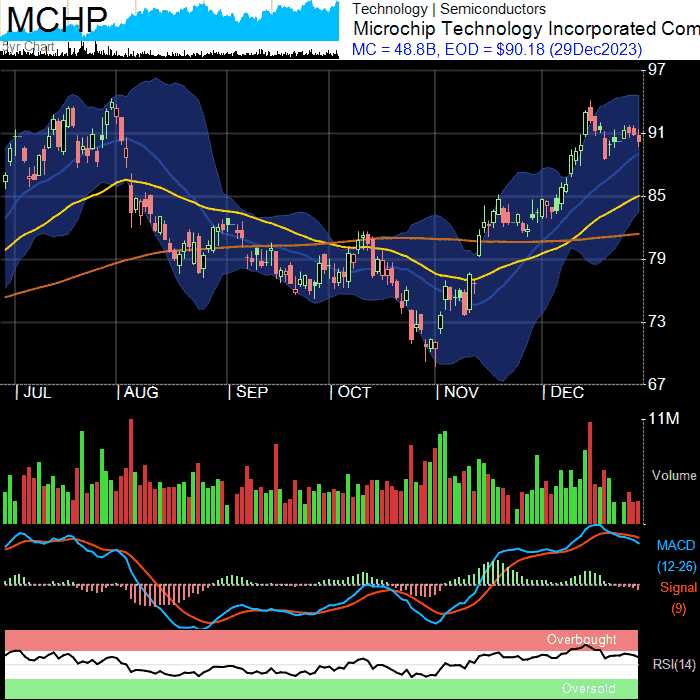 MCHP
2yr Chart
Technology | Semiconductors
Microchip Technology Incorporated Com
MC = 48.8B, EOD = $90.18 (29Dec2023)
97
91
85
79
73
67
| JUL | AUG | SEP | OCT | NOV | DEC
11M
Volume
MACD
(12-26)
Signal
(9)
Overbought
RSI(14)
Oversold